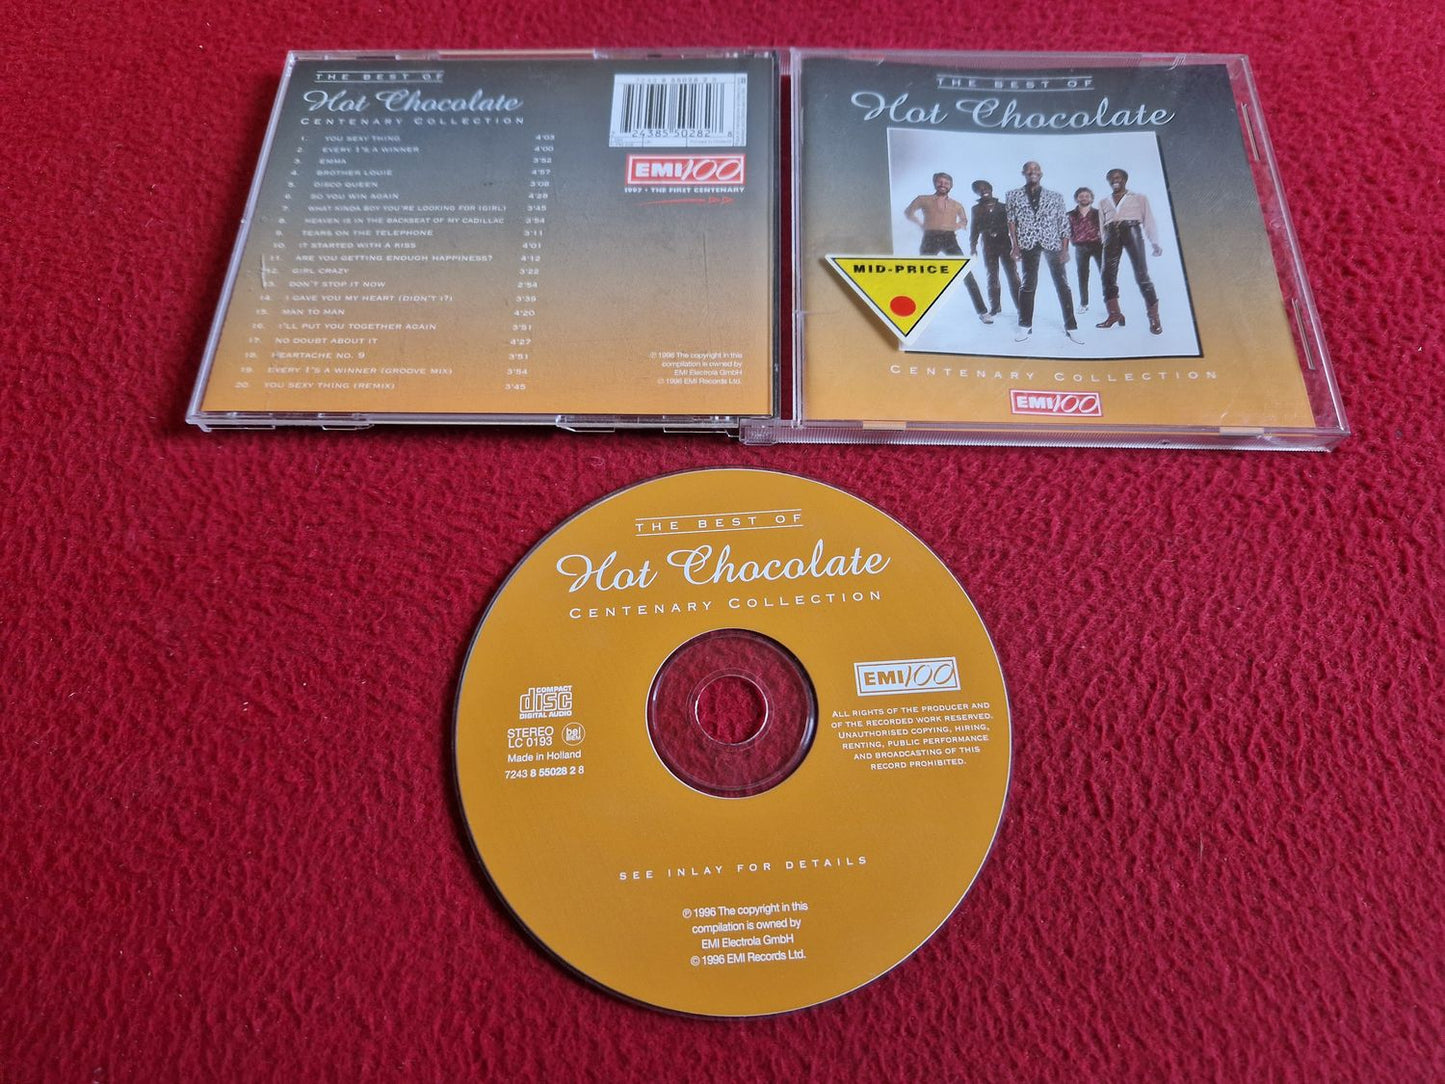 THE BEST OF
Hot Chocolate
CENTENARY COLLECTION
1. YOU SEXY THING 4'03
2. EVERY 1'S A WINNER 4'00
3. EMMA 3'52
4. BROTHER LOUIE 4'57
5. DISCO QUEEN 3'08
6. SO YOU WIN AGAIN 4'28
7. WHAT KINDA BOY YOU'RE LOOKING FOR (GIRL) 3'45
8. HEAVEN IS IN THE BACKSEAT OF MY CADILLAC 3'54
9. TEARS ON THE TELEPHONE 3'11
10. IT STARTED WITH A KISS 4'01
11. ARE YOU GETTING ENOUGH HAPPINESS? 4'12
12. GIRL CRAZY 3'22
13. DON'T STOP IT NOW 2'54
14. I GAVE YOU MY HEART (DIDN'T I?) 3'39
15. MAN TO MAN 4'20
16. I'LL PUT YOU TOGETHER AGAIN 3'51
17. NO DOUBT ABOUT IT 4'27
18. HEARTACHE NO. 9 3'51
19. EVERY 1'S A WINNER (GROOVE MIX) 3'54
20. YOU SEXY THING (REMIX) 3'45
7243 8 55028 2 8
7 24385 50282 8
EMI100
1997 • THE FIRST CENTENARY
℗ 1996 The copyright in this
compilation is owned by
EMI Electrola GmbH
© 1996 EMI Records Ltd.
THE BEST OF
Hot Chocolate
MID-PRICE
CENTENARY COLLECTION
EMI100
THE BEST OF
Hot Chocolate
CENTENARY COLLECTION
COMPACT
disc
DIGITAL AUDIO
STEREO
LC 0193
bel
BIEM
Made in Holland
7243 8 55028 2 8
EMI100
ALL RIGHTS OF THE PRODUCER AND
OF THE RECORDED WORK RESERVED.
UNAUTHORISED COPYING, HIRING,
RENTING, PUBLIC PERFORMANCE
AND BROADCASTING OF THIS
RECORD PROHIBITED.
SEE INLAY FOR DETAILS
℗ 1996 The copyright in this
compilation is owned by
EMI Electrola GmbH
© 1996 EMI Records Ltd.